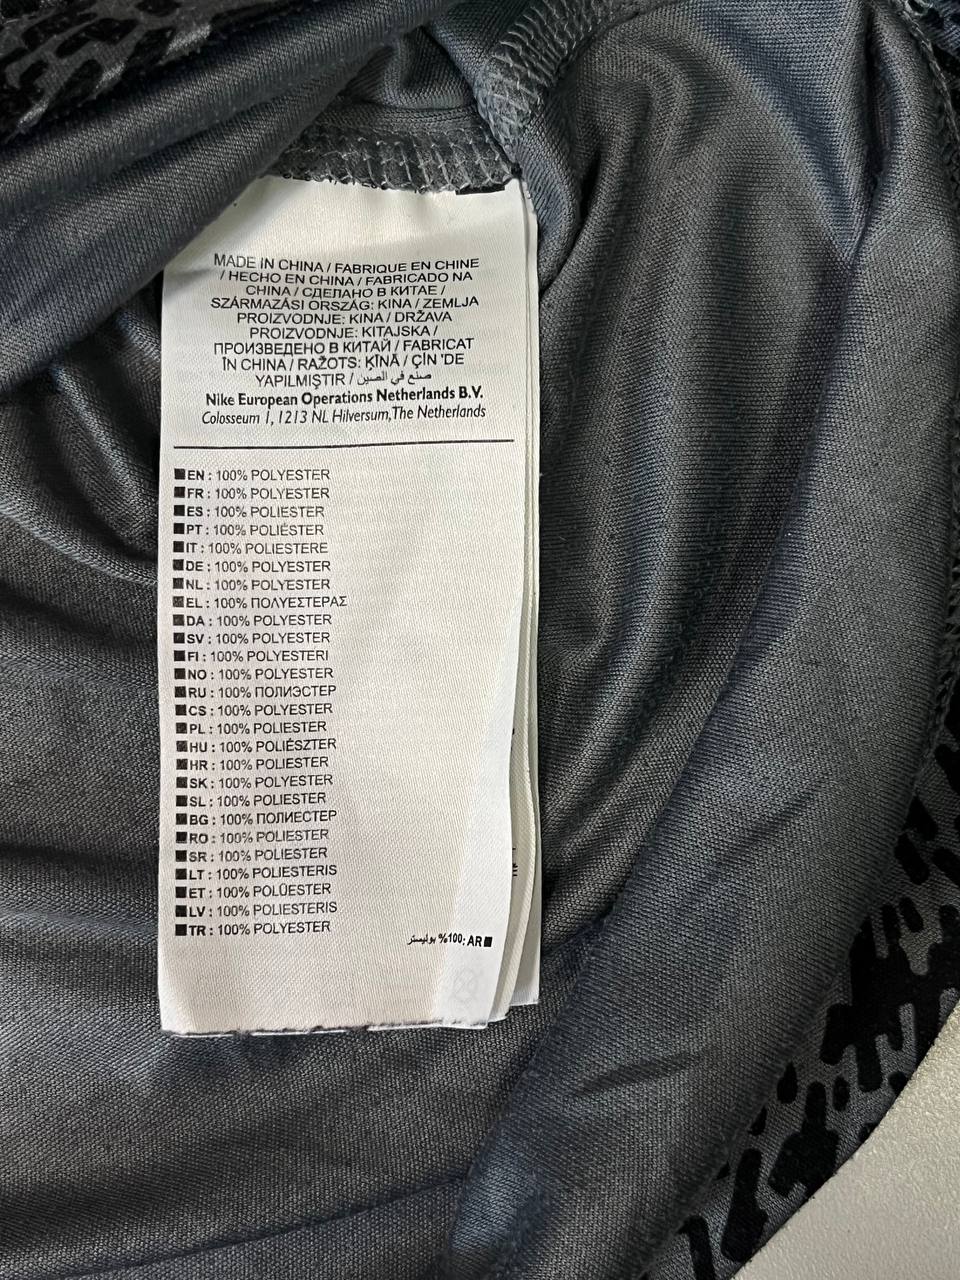 MADE IN CHINA / FABRIQUE EN CHINE
/ HECHO EN CHINA / FABRICADO NA
CHINA / СДЕЛАНО В КИТАЕ /
SZÁRMAZÁSI ORSZÁG: KINA / ZEMLJA
PROIZVODNJE: KINA / DRŽAVA
PROIZVODNJE: KITAJSKA /
ПРОИЗВЕДЕНО В КИТАЙ / FABRICAT
ÎN CHINA / RAŽOTS: ĶĪNĀ / ÇİN 'DE
YAPILMIŞTIR / صنع في الصين
Nike European Operations Netherlands B.V.
Colosseum 1, 1213 NL Hilversum, The Netherlands
EN : 100% POLYESTER
FR : 100% POLYESTER
ES : 100% POLIESTER
PT : 100% POLIÉSTER
IT : 100% POLIESTERE
DE : 100% POLYESTER
NL : 100% POLYESTER
EL : 100% ΠΟΛΥΕΣΤΕΡΑΣ
DA : 100% POLYESTER
SV : 100% POLYESTER
FI : 100% POLYESTERI
NO : 100% POLYESTER
RU : 100% ПОЛИЭСТЕР
CS : 100% POLYESTER
PL : 100% POLIESTER
HU : 100% POLIÉSZTER
HR : 100% POLIESTER
SK : 100% POLYESTER
SL : 100% POLIESTER
BG : 100% ПОЛИЕСТЕР
RO : 100% POLIESTER
SR : 100% POLIESTER
LT : 100% POLIESTERIS
ET : 100% POLÜESTER
LV : 100% POLIESTERIS
TR : 100% POLYESTER
AR :100% بوليستر